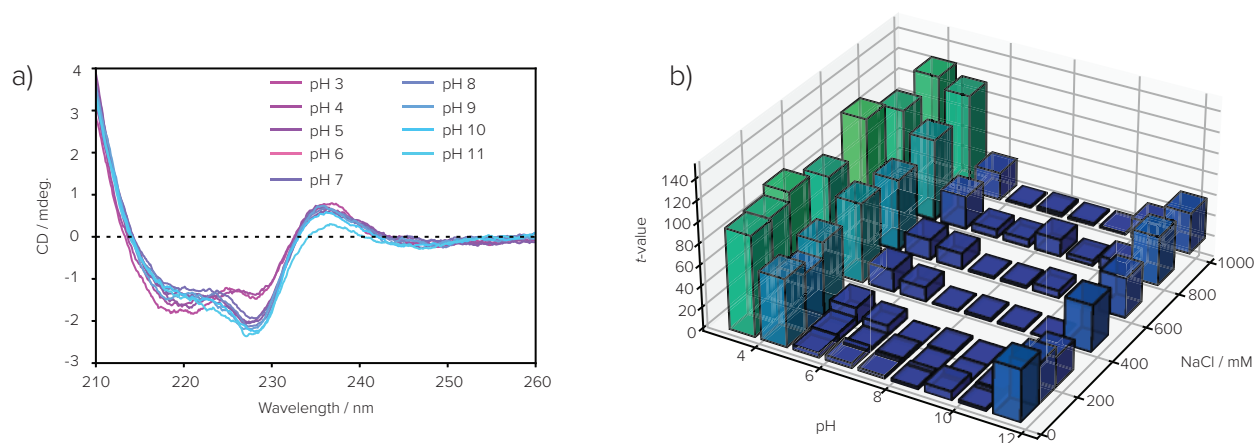 a)
4
3
2
1
0
-1
-2
-3
CD / mdeg.
pH 3
pH 4
pH 5
pH 6
pH 7
pH 8
pH 9
pH 10
pH 11
210
220
230
240
250
260
Wavelength / nm
b)
140
120
100
80
60
40
20
0
t-value
4
6
8
10
12
pH
0
200
400
600
800
1000
NaCl / mM